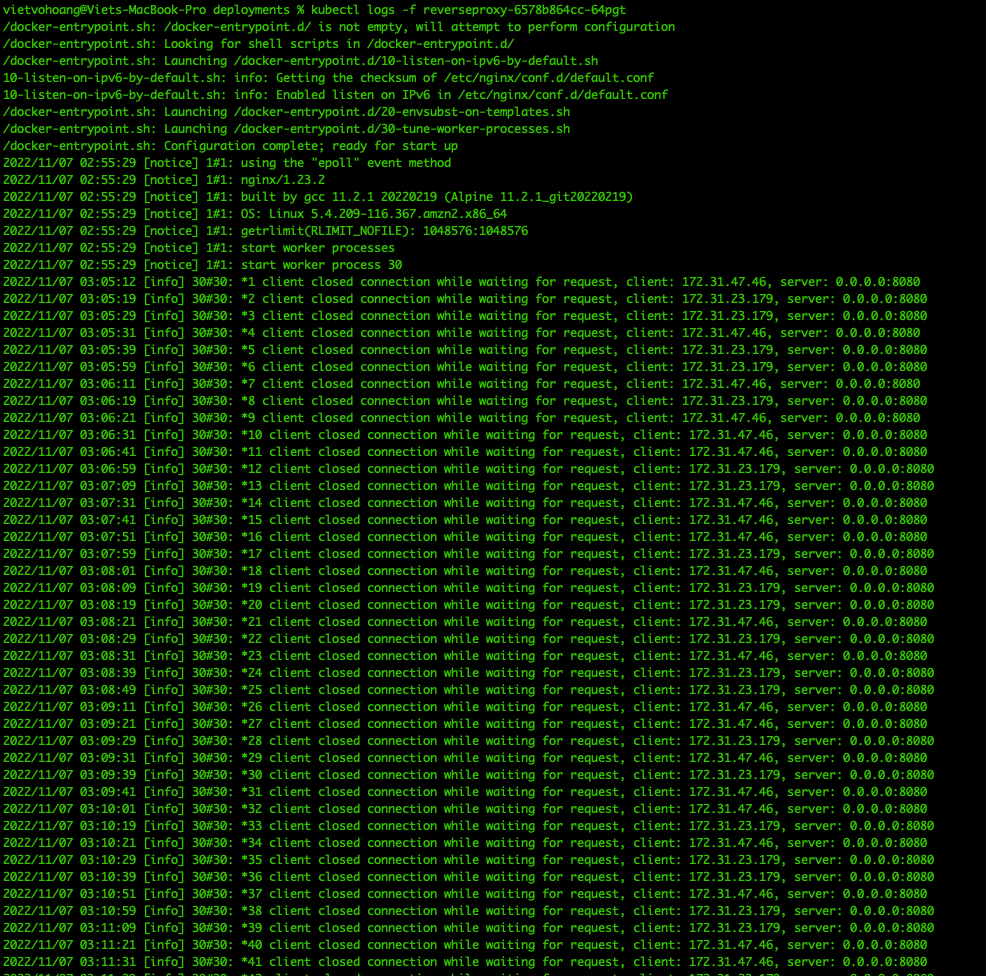 vietvohoang@Viets-MacBook-Pro deployments % kubectl logs -f reverseproxy-6578b864cc-64pgt
/docker-entrypoint.sh: /docker-entrypoint.d/ is not empty, will attempt to perform configuration
/docker-entrypoint.sh: Looking for shell scripts in /docker-entrypoint.d/
/docker-entrypoint.sh: Launching /docker-entrypoint.d/10-listen-on-ipv6-by-default.sh
10-listen-on-ipv6-by-default.sh: info: Getting the checksum of /etc/nginx/conf.d/default.conf
10-listen-on-ipv6-by-default.sh: info: Enabled listen on IPv6 in /etc/nginx/conf.d/default.conf
/docker-entrypoint.sh: Launching /docker-entrypoint.d/20-envsubst-on-templates.sh
/docker-entrypoint.sh: Launching /docker-entrypoint.d/30-tune-worker-processes.sh
/docker-entrypoint.sh: Configuration complete; ready for start up
2022/11/07 02:55:29 [notice] 1#1: using the "epoll" event method
2022/11/07 02:55:29 [notice] 1#1: nginx/1.23.2
2022/11/07 02:55:29 [notice] 1#1: built by gcc 11.2.1 20220219 (Alpine 11.2.1_git20220219)
2022/11/07 02:55:29 [notice] 1#1: OS: Linux 5.4.209-116.367.amzn2.x86_64
2022/11/07 02:55:29 [notice] 1#1: getrlimit(RLIMIT_NOFILE): 1048576:1048576
2022/11/07 02:55:29 [notice] 1#1: start worker processes
2022/11/07 02:55:29 [notice] 1#1: start worker process 30
2022/11/07 03:05:12 [info] 30#30: *1 client closed connection while waiting for request, client: 172.31.47.46, server: 0.0.0.0:8080
2022/11/07 03:05:19 [info] 30#30: *2 client closed connection while waiting for request, client: 172.31.23.179, server: 0.0.0.0:8080
2022/11/07 03:05:29 [info] 30#30: *3 client closed connection while waiting for request, client: 172.31.23.179, server: 0.0.0.0:8080
2022/11/07 03:05:31 [info] 30#30: *4 client closed connection while waiting for request, client: 172.31.47.46, server: 0.0.0.0:8080
2022/11/07 03:05:39 [info] 30#30: *5 client closed connection while waiting for request, client: 172.31.23.179, server: 0.0.0.0:8080
2022/11/07 03:05:59 [info] 30#30: *6 client closed connection while waiting for request, client: 172.31.23.179, server: 0.0.0.0:8080
2022/11/07 03:06:11 [info] 30#30: *7 client closed connection while waiting for request, client: 172.31.47.46, server: 0.0.0.0:8080
2022/11/07 03:06:19 [info] 30#30: *8 client closed connection while waiting for request, client: 172.31.23.179, server: 0.0.0.0:8080
2022/11/07 03:06:21 [info] 30#30: *9 client closed connection while waiting for request, client: 172.31.47.46, server: 0.0.0.0:8080
2022/11/07 03:06:31 [info] 30#30: *10 client closed connection while waiting for request, client: 172.31.47.46, server: 0.0.0.0:8080
2022/11/07 03:06:41 [info] 30#30: *11 client closed connection while waiting for request, client: 172.31.47.46, server: 0.0.0.0:8080
2022/11/07 03:06:59 [info] 30#30: *12 client closed connection while waiting for request, client: 172.31.23.179, server: 0.0.0.0:8080
2022/11/07 03:07:09 [info] 30#30: *13 client closed connection while waiting for request, client: 172.31.23.179, server: 0.0.0.0:8080
2022/11/07 03:07:31 [info] 30#30: *14 client closed connection while waiting for request, client: 172.31.47.46, server: 0.0.0.0:8080
2022/11/07 03:07:41 [info] 30#30: *15 client closed connection while waiting for request, client: 172.31.47.46, server: 0.0.0.0:8080
2022/11/07 03:07:51 [info] 30#30: *16 client closed connection while waiting for request, client: 172.31.47.46, server: 0.0.0.0:8080
2022/11/07 03:07:59 [info] 30#30: *17 client closed connection while waiting for request, client: 172.31.23.179, server: 0.0.0.0:8080
2022/11/07 03:08:01 [info] 30#30: *18 client closed connection while waiting for request, client: 172.31.47.46, server: 0.0.0.0:8080
2022/11/07 03:08:09 [info] 30#30: *19 client closed connection while waiting for request, client: 172.31.23.179, server: 0.0.0.0:8080
2022/11/07 03:08:19 [info] 30#30: *20 client closed connection while waiting for request, client: 172.31.23.179, server: 0.0.0.0:8080
2022/11/07 03:08:21 [info] 30#30: *21 client closed connection while waiting for request, client: 172.31.47.46, server: 0.0.0.0:8080
2022/11/07 03:08:29 [info] 30#30: *22 client closed connection while waiting for request, client: 172.31.23.179, server: 0.0.0.0:8080
2022/11/07 03:08:31 [info] 30#30: *23 client closed connection while waiting for request, client: 172.31.47.46, server: 0.0.0.0:8080
2022/11/07 03:08:39 [info] 30#30: *24 client closed connection while waiting for request, client: 172.31.23.179, server: 0.0.0.0:8080
2022/11/07 03:08:49 [info] 30#30: *25 client closed connection while waiting for request, client: 172.31.23.179, server: 0.0.0.0:8080
2022/11/07 03:09:11 [info] 30#30: *26 client closed connection while waiting for request, client: 172.31.47.46, server: 0.0.0.0:8080
2022/11/07 03:09:21 [info] 30#30: *27 client closed connection while waiting for request, client: 172.31.47.46, server: 0.0.0.0:8080
2022/11/07 03:09:29 [info] 30#30: *28 client closed connection while waiting for request, client: 172.31.23.179, server: 0.0.0.0:8080
2022/11/07 03:09:31 [info] 30#30: *29 client closed connection while waiting for request, client: 172.31.47.46, server: 0.0.0.0:8080
2022/11/07 03:09:39 [info] 30#30: *30 client closed connection while waiting for request, client: 172.31.23.179, server: 0.0.0.0:8080
2022/11/07 03:09:41 [info] 30#30: *31 client closed connection while waiting for request, client: 172.31.47.46, server: 0.0.0.0:8080
2022/11/07 03:10:01 [info] 30#30: *32 client closed connection while waiting for request, client: 172.31.47.46, server: 0.0.0.0:8080
2022/11/07 03:10:19 [info] 30#30: *33 client closed connection while waiting for request, client: 172.31.23.179, server: 0.0.0.0:8080
2022/11/07 03:10:21 [info] 30#30: *34 client closed connection while waiting for request, client: 172.31.47.46, server: 0.0.0.0:8080
2022/11/07 03:10:29 [info] 30#30: *35 client closed connection while waiting for request, client: 172.31.23.179, server: 0.0.0.0:8080
2022/11/07 03:10:39 [info] 30#30: *36 client closed connection while waiting for request, client: 172.31.23.179, server: 0.0.0.0:8080
2022/11/07 03:10:51 [info] 30#30: *37 client closed connection while waiting for request, client: 172.31.47.46, server: 0.0.0.0:8080
2022/11/07 03:10:59 [info] 30#30: *38 client closed connection while waiting for request, client: 172.31.23.179, server: 0.0.0.0:8080
2022/11/07 03:11:09 [info] 30#30: *39 client closed connection while waiting for request, client: 172.31.23.179, server: 0.0.0.0:8080
2022/11/07 03:11:21 [info] 30#30: *40 client closed connection while waiting for request, client: 172.31.47.46, server: 0.0.0.0:8080
2022/11/07 03:11:31 [info] 30#30: *41 client closed connection while waiting for request, client: 172.31.47.46, server: 0.0.0.0:8080